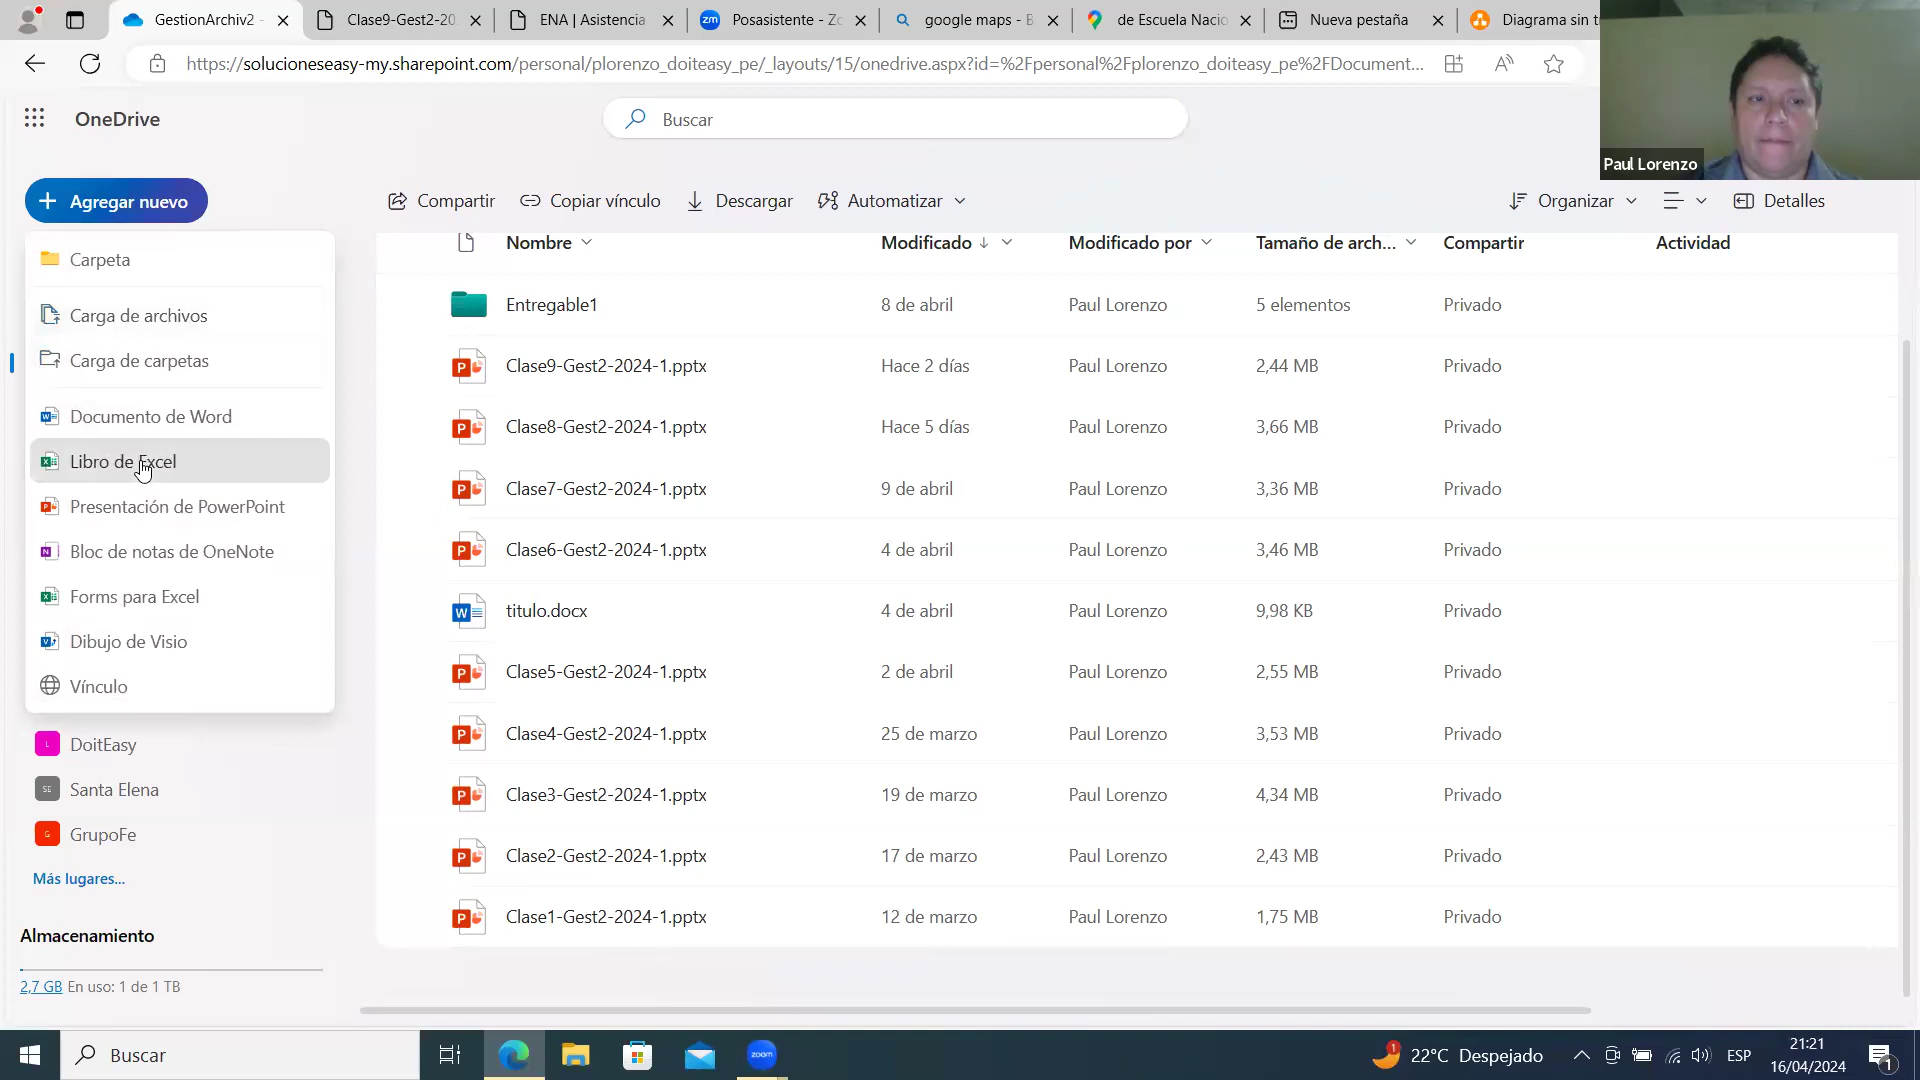 GestionArchiv2 -
Clase9-Gest2-20
ENA | Asistencia
zm Posasistente - Zo
google maps - B
de Escuela Nacio
Nueva pestaña
Diagrama sin t
https://solucioneseasy-my.sharepoint.com/personal/plorenzo_doiteasy_pe/_layouts/15/onedrive.aspx?id=%2Fpersonal%2Fplorenzo_doiteasy_pe%2FDocument...
OneDrive
Buscar
Paul Lorenzo
Agregar nuevo
Compartir
Copiar vínculo
Descargar
Automatizar
Organizar
Detalles
Carpeta
Carga de archivos
Carga de carpetas
Documento de Word
Libro de Excel
Presentación de PowerPoint
Bloc de notas de OneNote
Forms para Excel
Dibujo de Visio
Vínculo
L DoitEasy
SE Santa Elena
G GrupoFe
Más lugares...
Almacenamiento
2,7 GB En uso: 1 de 1 TB
Nombre Modificado Modificado por Tamaño de arch... Compartir Actividad
Entregable1 8 de abril Paul Lorenzo 5 elementos Privado
Clase9-Gest2-2024-1.pptx Hace 2 días Paul Lorenzo 2,44 MB Privado
Clase8-Gest2-2024-1.pptx Hace 5 días Paul Lorenzo 3,66 MB Privado
Clase7-Gest2-2024-1.pptx 9 de abril Paul Lorenzo 3,36 MB Privado
Clase6-Gest2-2024-1.pptx 4 de abril Paul Lorenzo 3,46 MB Privado
titulo.docx 4 de abril Paul Lorenzo 9,98 KB Privado
Clase5-Gest2-2024-1.pptx 2 de abril Paul Lorenzo 2,55 MB Privado
Clase4-Gest2-2024-1.pptx 25 de marzo Paul Lorenzo 3,53 MB Privado
Clase3-Gest2-2024-1.pptx 19 de marzo Paul Lorenzo 4,34 MB Privado
Clase2-Gest2-2024-1.pptx 17 de marzo Paul Lorenzo 2,43 MB Privado
Clase1-Gest2-2024-1.pptx 12 de marzo Paul Lorenzo 1,75 MB Privado
Buscar
zoom
1
22°C Despejado
ESP
21:21
16/04/2024
1